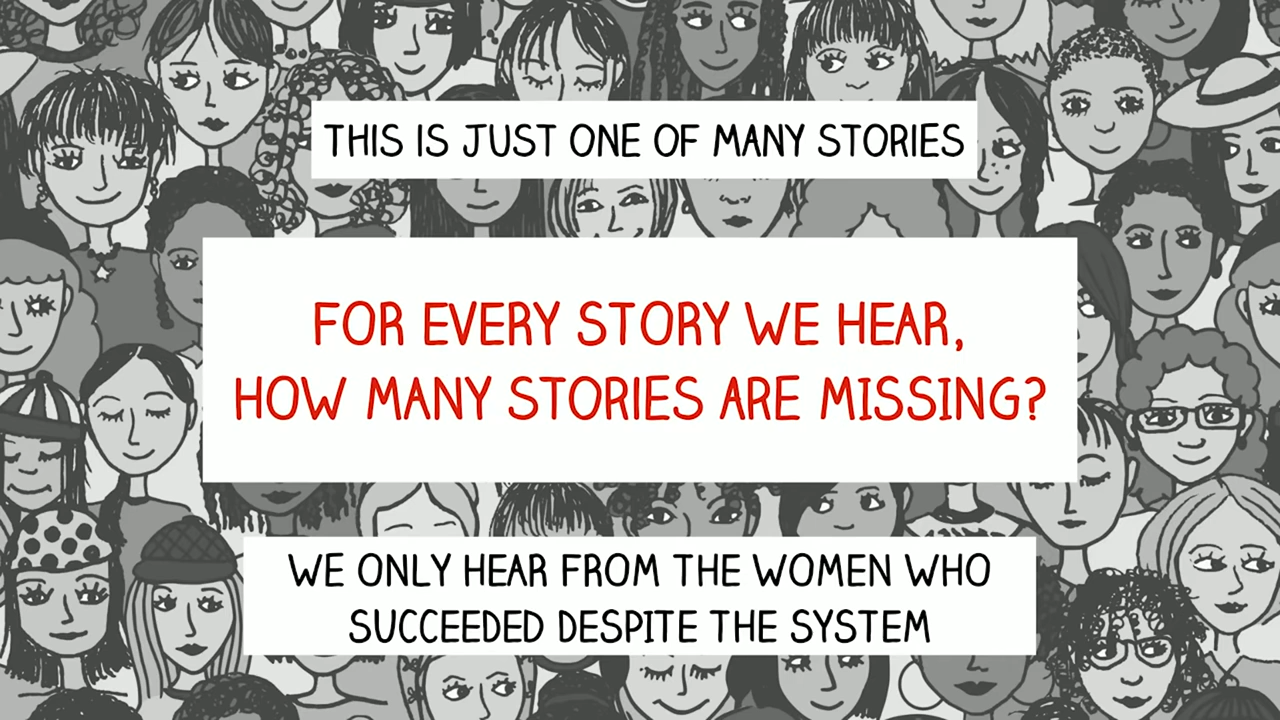 THIS IS JUST ONE OF MANY STORIES
FOR EVERY STORY WE HEAR,
HOW MANY STORIES ARE MISSING?
WE ONLY HEAR FROM THE WOMEN WHO
SUCCEEDED DESPITE THE SYSTEM